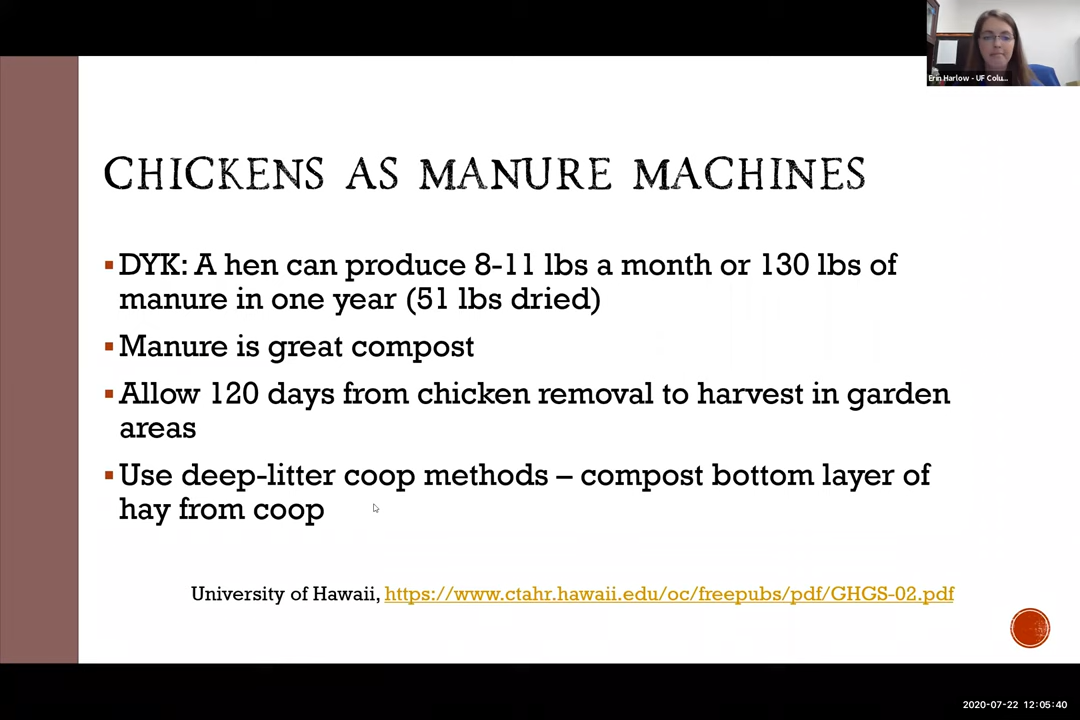 Erin Harlow - UF Colu...
CHICKENS AS MANURE MACHINES
▪DYK: A hen can produce 8-11 lbs a month or 130 lbs of
manure in one year (51 lbs dried)
▪Manure is great compost
▪Allow 120 days from chicken removal to harvest in garden
areas
▪Use deep-litter coop methods – compost bottom layer of
hay from coop
University of Hawaii, https://www.ctahr.hawaii.edu/oc/freepubs/pdf/GHGS-02.pdf
2020-07-22 12:05:40